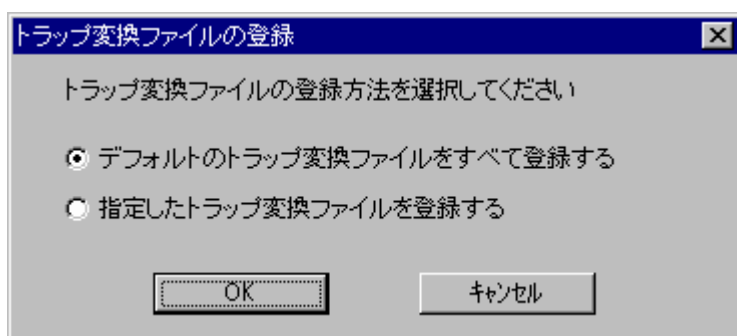 トラップ変換ファイルの登録
トラップ変換ファイルの登録方法を選択してください
デフォルトのトラップ変換ファイルをすべて登録する
指定したトラップ変換ファイルを登録する
OK
キャンセル